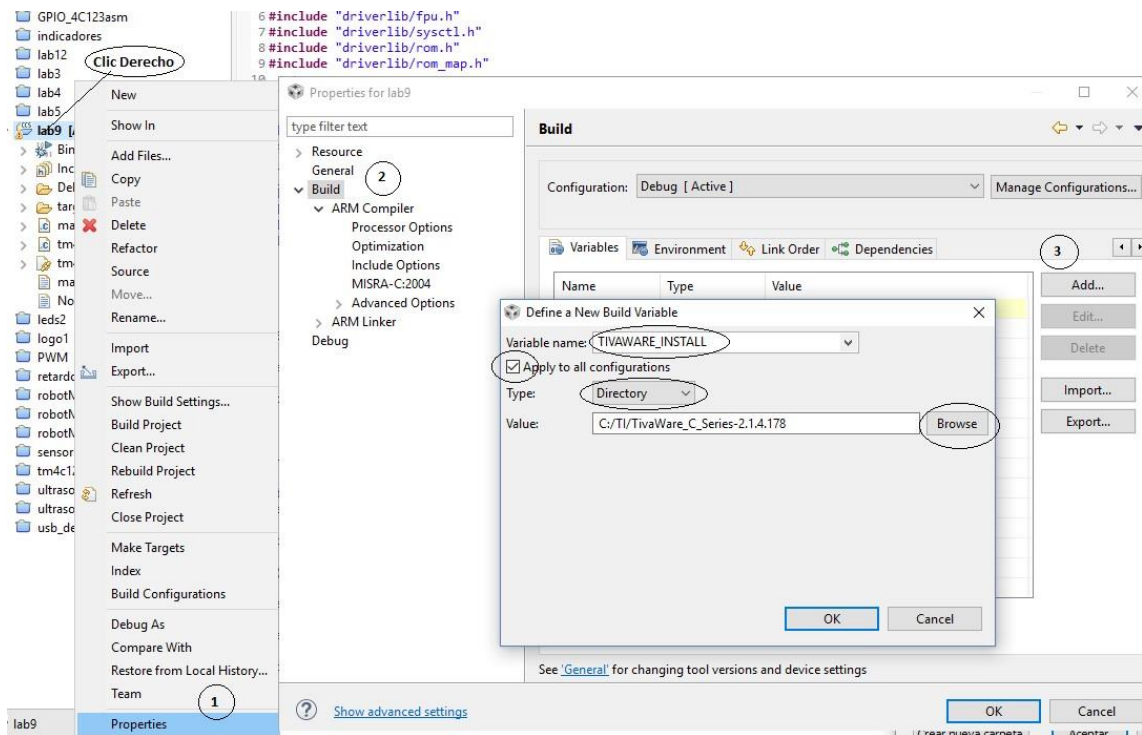 GPIO_4C123asm
indicadores
lab12
lab3
lab4
lab5
lab9
leds2
logo1
PWM
6 #include "driverlib/fpu.h"
7 #include "driverlib/sysctl.h"
8 #include "driverlib/rom.h"
9 #include "driverlib/rom_map.h"
Clic Derecho
New
Show In
Add Files...
Copy
Paste
Delete
Refactor
Source
Move...
Rename...
Import
Export...
Show Build Settings...
Build Project
Clean Project
Rebuild Project
Refresh
Close Project
Make Targets
Index
Build Configurations
Debug As
Compare With
Restore from Local History...
Team
1
Properties
lab9
Properties for lab9
type filter text
Resource
General
2
Build
ARM Compiler
Processor Options
Optimization
Include Options
MISRA-C:2004
Advanced Options
ARM Linker
Debug
Build
Configuration: Debug [ Active ]
Manage Configurations...
Variables Environment Link Order Dependencies
3
Name Type Value
Add...
Edit...
Delete
Import...
Export...
Define a New Build Variable
Variable name: TIVAWARE_INSTALL
Apply to all configurations
Type: Directory
Value: C:/TI/TivaWare_C_Series-2.1.4.178 Browse
OK Cancel
See 'General' for changing tool versions and device settings
Show advanced settings
OK Cancel
Crear nueva carpeta Aceptar